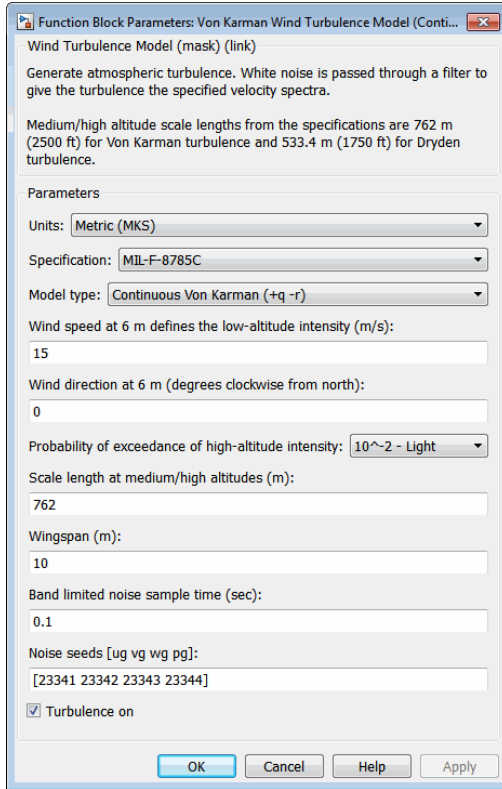 Function Block Parameters: Von Karman Wind Turbulence Model (Conti...
Wind Turbulence Model (mask) (link)
Generate atmospheric turbulence. White noise is passed through a filter to
give the turbulence the specified velocity spectra.
Medium/high altitude scale lengths from the specifications are 762 m
(2500 ft) for Von Karman turbulence and 533.4 m (1750 ft) for Dryden
turbulence.
Parameters
Units: Metric (MKS)
Specification: MIL-F-8785C
Model type: Continuous Von Karman (+q -r)
Wind speed at 6 m defines the low-altitude intensity (m/s):
15
Wind direction at 6 m (degrees clockwise from north):
0
Probability of exceedance of high-altitude intensity: 10^-2 - Light
Scale length at medium/high altitudes (m):
762
Wingspan (m):
10
Band limited noise sample time (sec):
0.1
Noise seeds [ug vg wg pg]:
[23341 23342 23343 23344]
Turbulence on
OK Cancel Help Apply